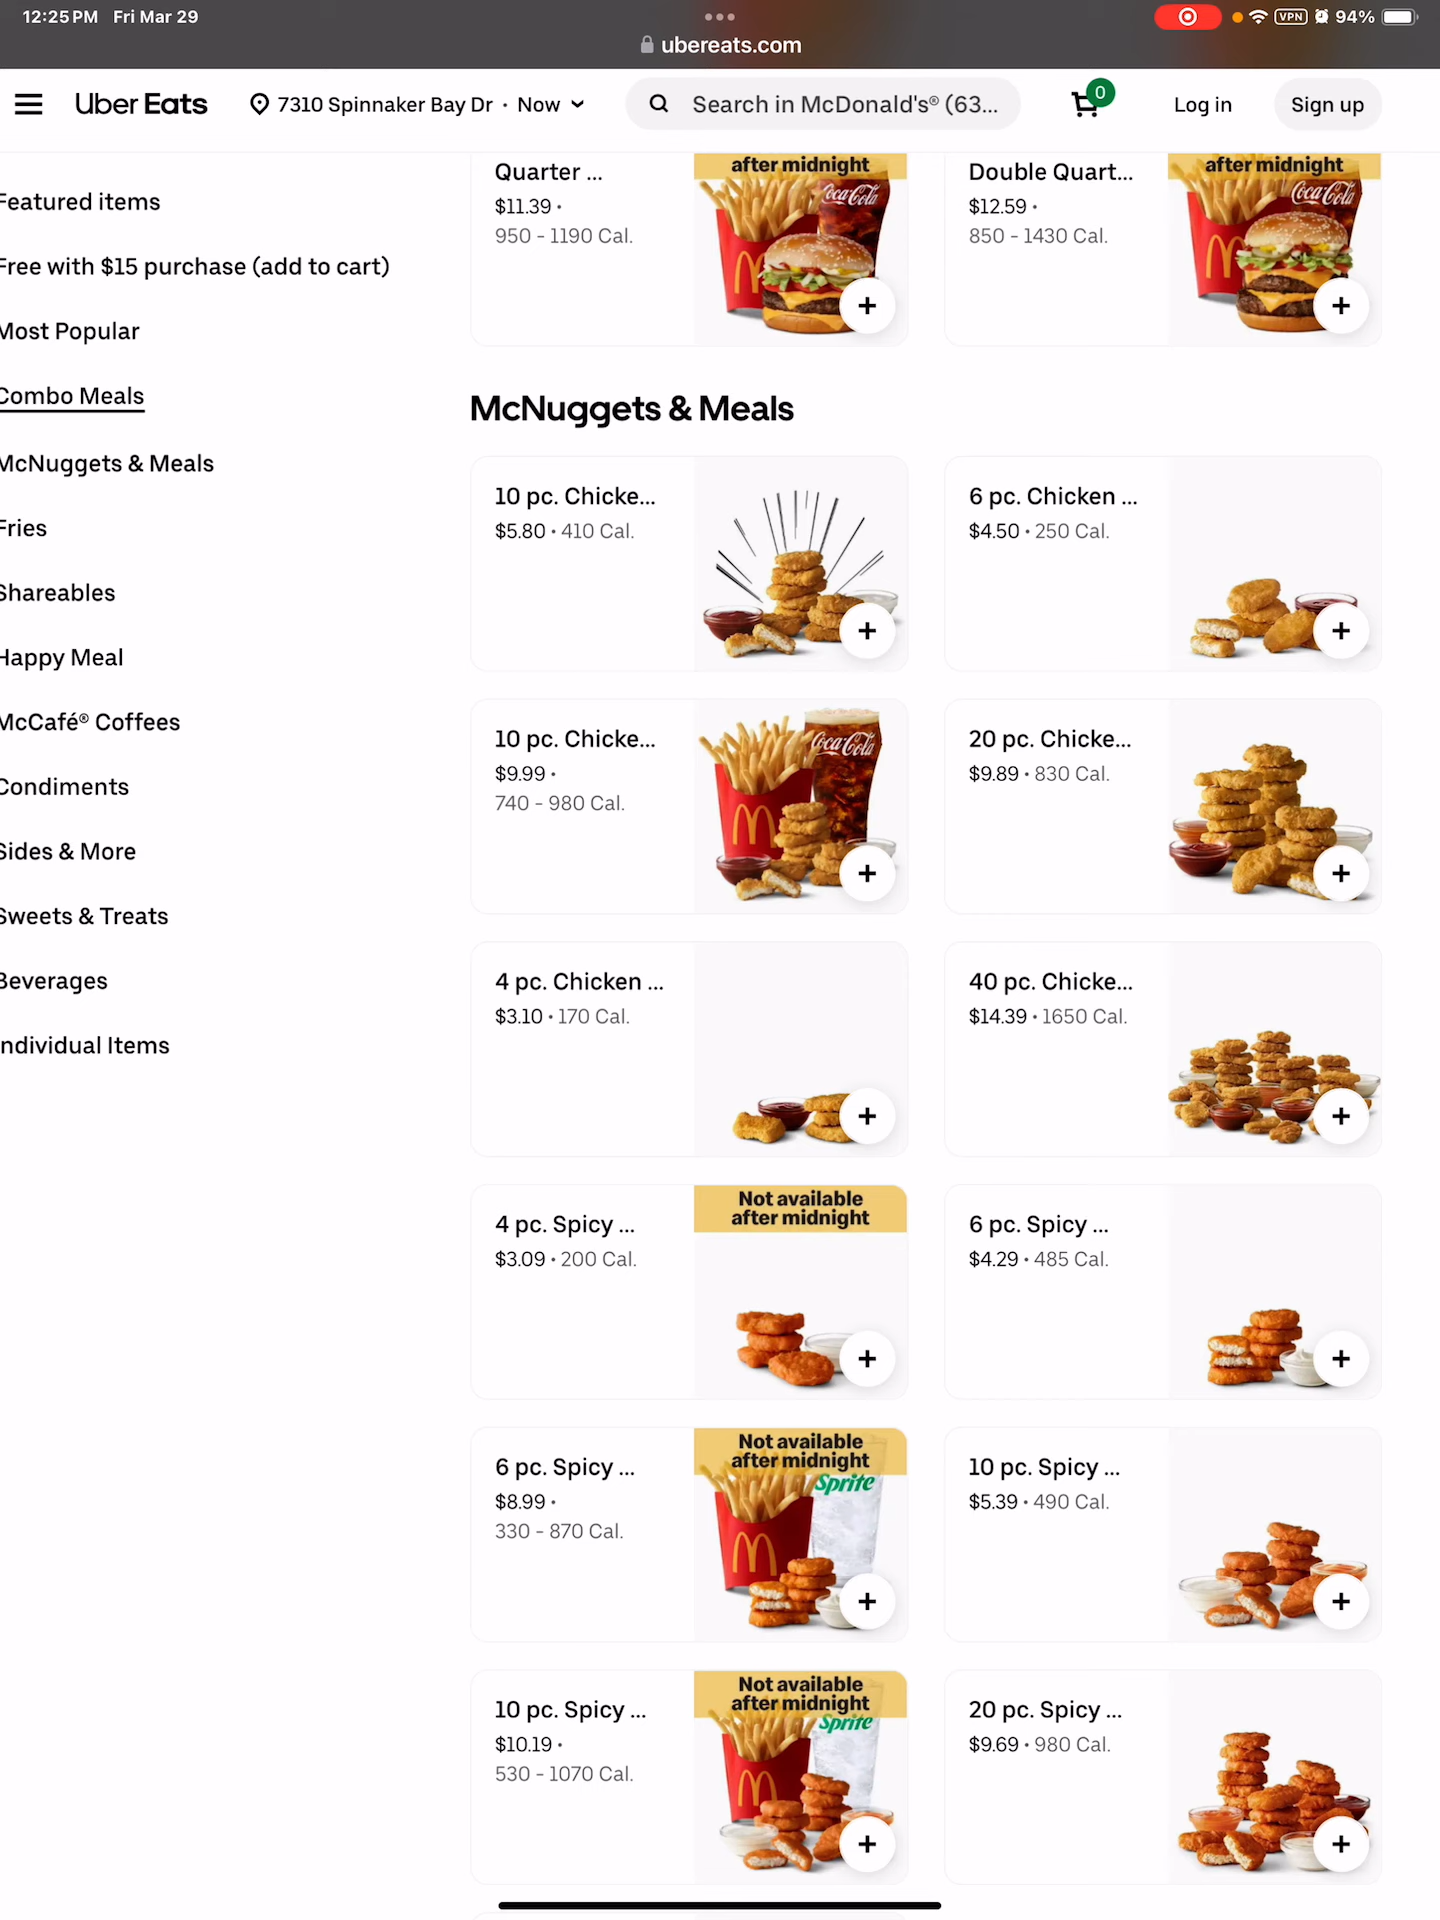 12:25 PM Fri Mar 29
VPN 94%
ubereats.com
Uber Eats
7310 Spinnaker Bay Dr • Now
Search in McDonald's® (63...
0
Log in
Sign up
Featured items
Free with $15 purchase (add to cart)
Most Popular
Combo Meals
McNuggets & Meals
Fries
Shareables
Happy Meal
McCafé® Coffees
Condiments
Sides & More
Sweets & Treats
Beverages
Individual Items
Quarter ...
$11.39 •
950 - 1190 Cal.
after midnight
Coca-Cola
Double Quart...
$12.59 •
850 - 1430 Cal.
after midnight
Coca-Cola
McNuggets & Meals
10 pc. Chicke...
$5.80 • 410 Cal.
6 pc. Chicken ...
$4.50 • 250 Cal.
10 pc. Chicke...
$9.99 •
740 - 980 Cal.
Coca-Cola
20 pc. Chicke...
$9.89 • 830 Cal.
4 pc. Chicken ...
$3.10 • 170 Cal.
40 pc. Chicke...
$14.39 • 1650 Cal.
4 pc. Spicy ...
$3.09 • 200 Cal.
Not available
after midnight
6 pc. Spicy ...
$4.29 • 485 Cal.
6 pc. Spicy ...
$8.99 •
330 - 870 Cal.
Not available
after midnight
Sprite
10 pc. Spicy ...
$5.39 • 490 Cal.
10 pc. Spicy ...
$10.19 •
530 - 1070 Cal.
Not available
after midnight
Sprite
20 pc. Spicy ...
$9.69 • 980 Cal.